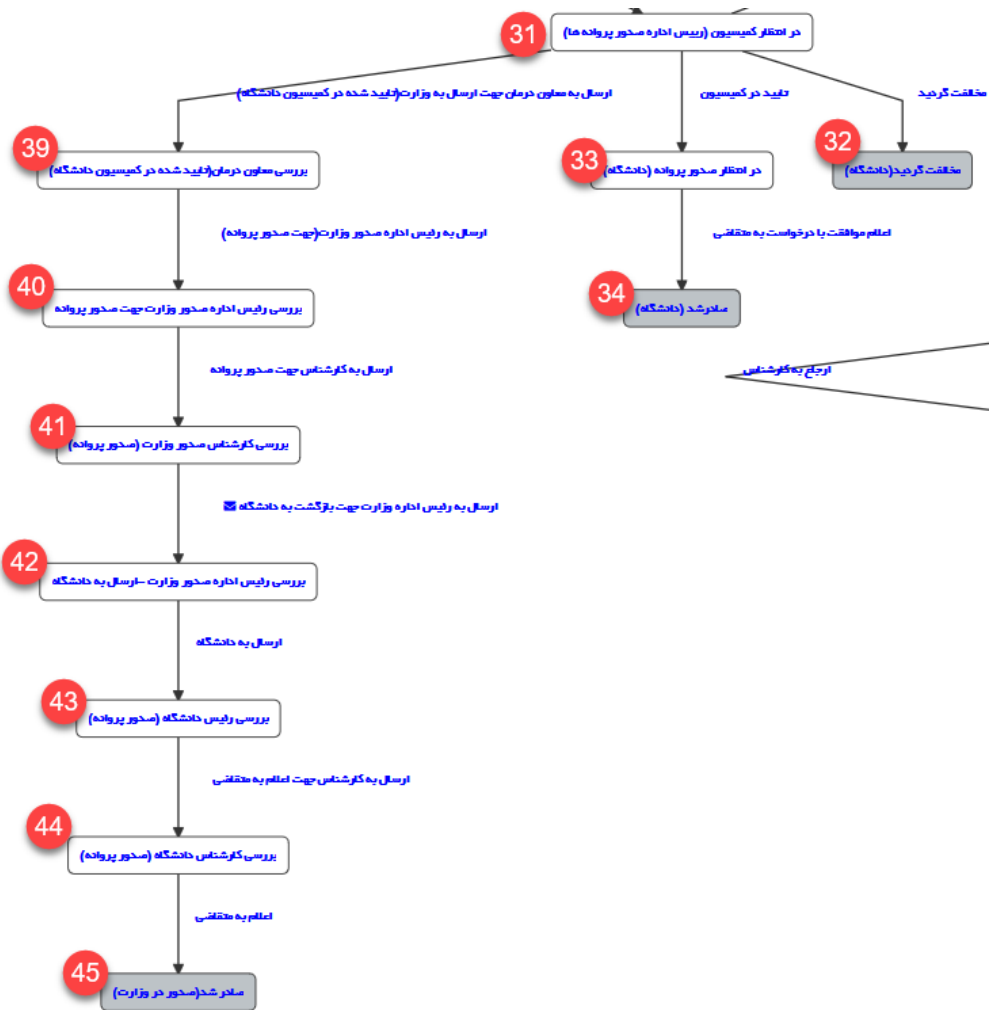 31
در انتظار کمیسیون (رییس اداره صدور پروانه ها)
مخالفت گردید
تایید در کمیسیون
ارسال به معاون درمان جهت ارسال به وزارت(تایید شده در کمیسیون دانشگاه)
32
مخالفت گردید(دانشگاه)
33
در انتظار صدور پروانه (دانشگاه)
39
بررسی معاون درمان(تایید شده در کمیسیون دانشگاه)
اعلام موافقت با درخواست به متقاضی
ارسال به رئیس اداره صدور وزارت(جهت صدور پروانه)
34
صادرشد (دانشگاه)
40
بررسی رئیس اداره صدور وزارت جهت صدور پروانه
ارجاع به کارشناس
ارسال به کارشناس جهت صدور پروانه
41
بررسی کارشناس صدور وزارت (صدور پروانه)
ارسال به رئیس اداره وزارت جهت بازگشت به دانشگاه
42
بررسی رئیس اداره صدور وزارت -ارسال به دانشگاه
ارسال به دانشگاه
43
بررسی رئیس دانشگاه (صدور پروانه)
ارسال به کارشناس جهت اعلام به متقاضی
44
بررسی کارشناس دانشگاه (صدور پروانه)
اعلام به متقاضی
45
صادر شد(صدور در وزارت)